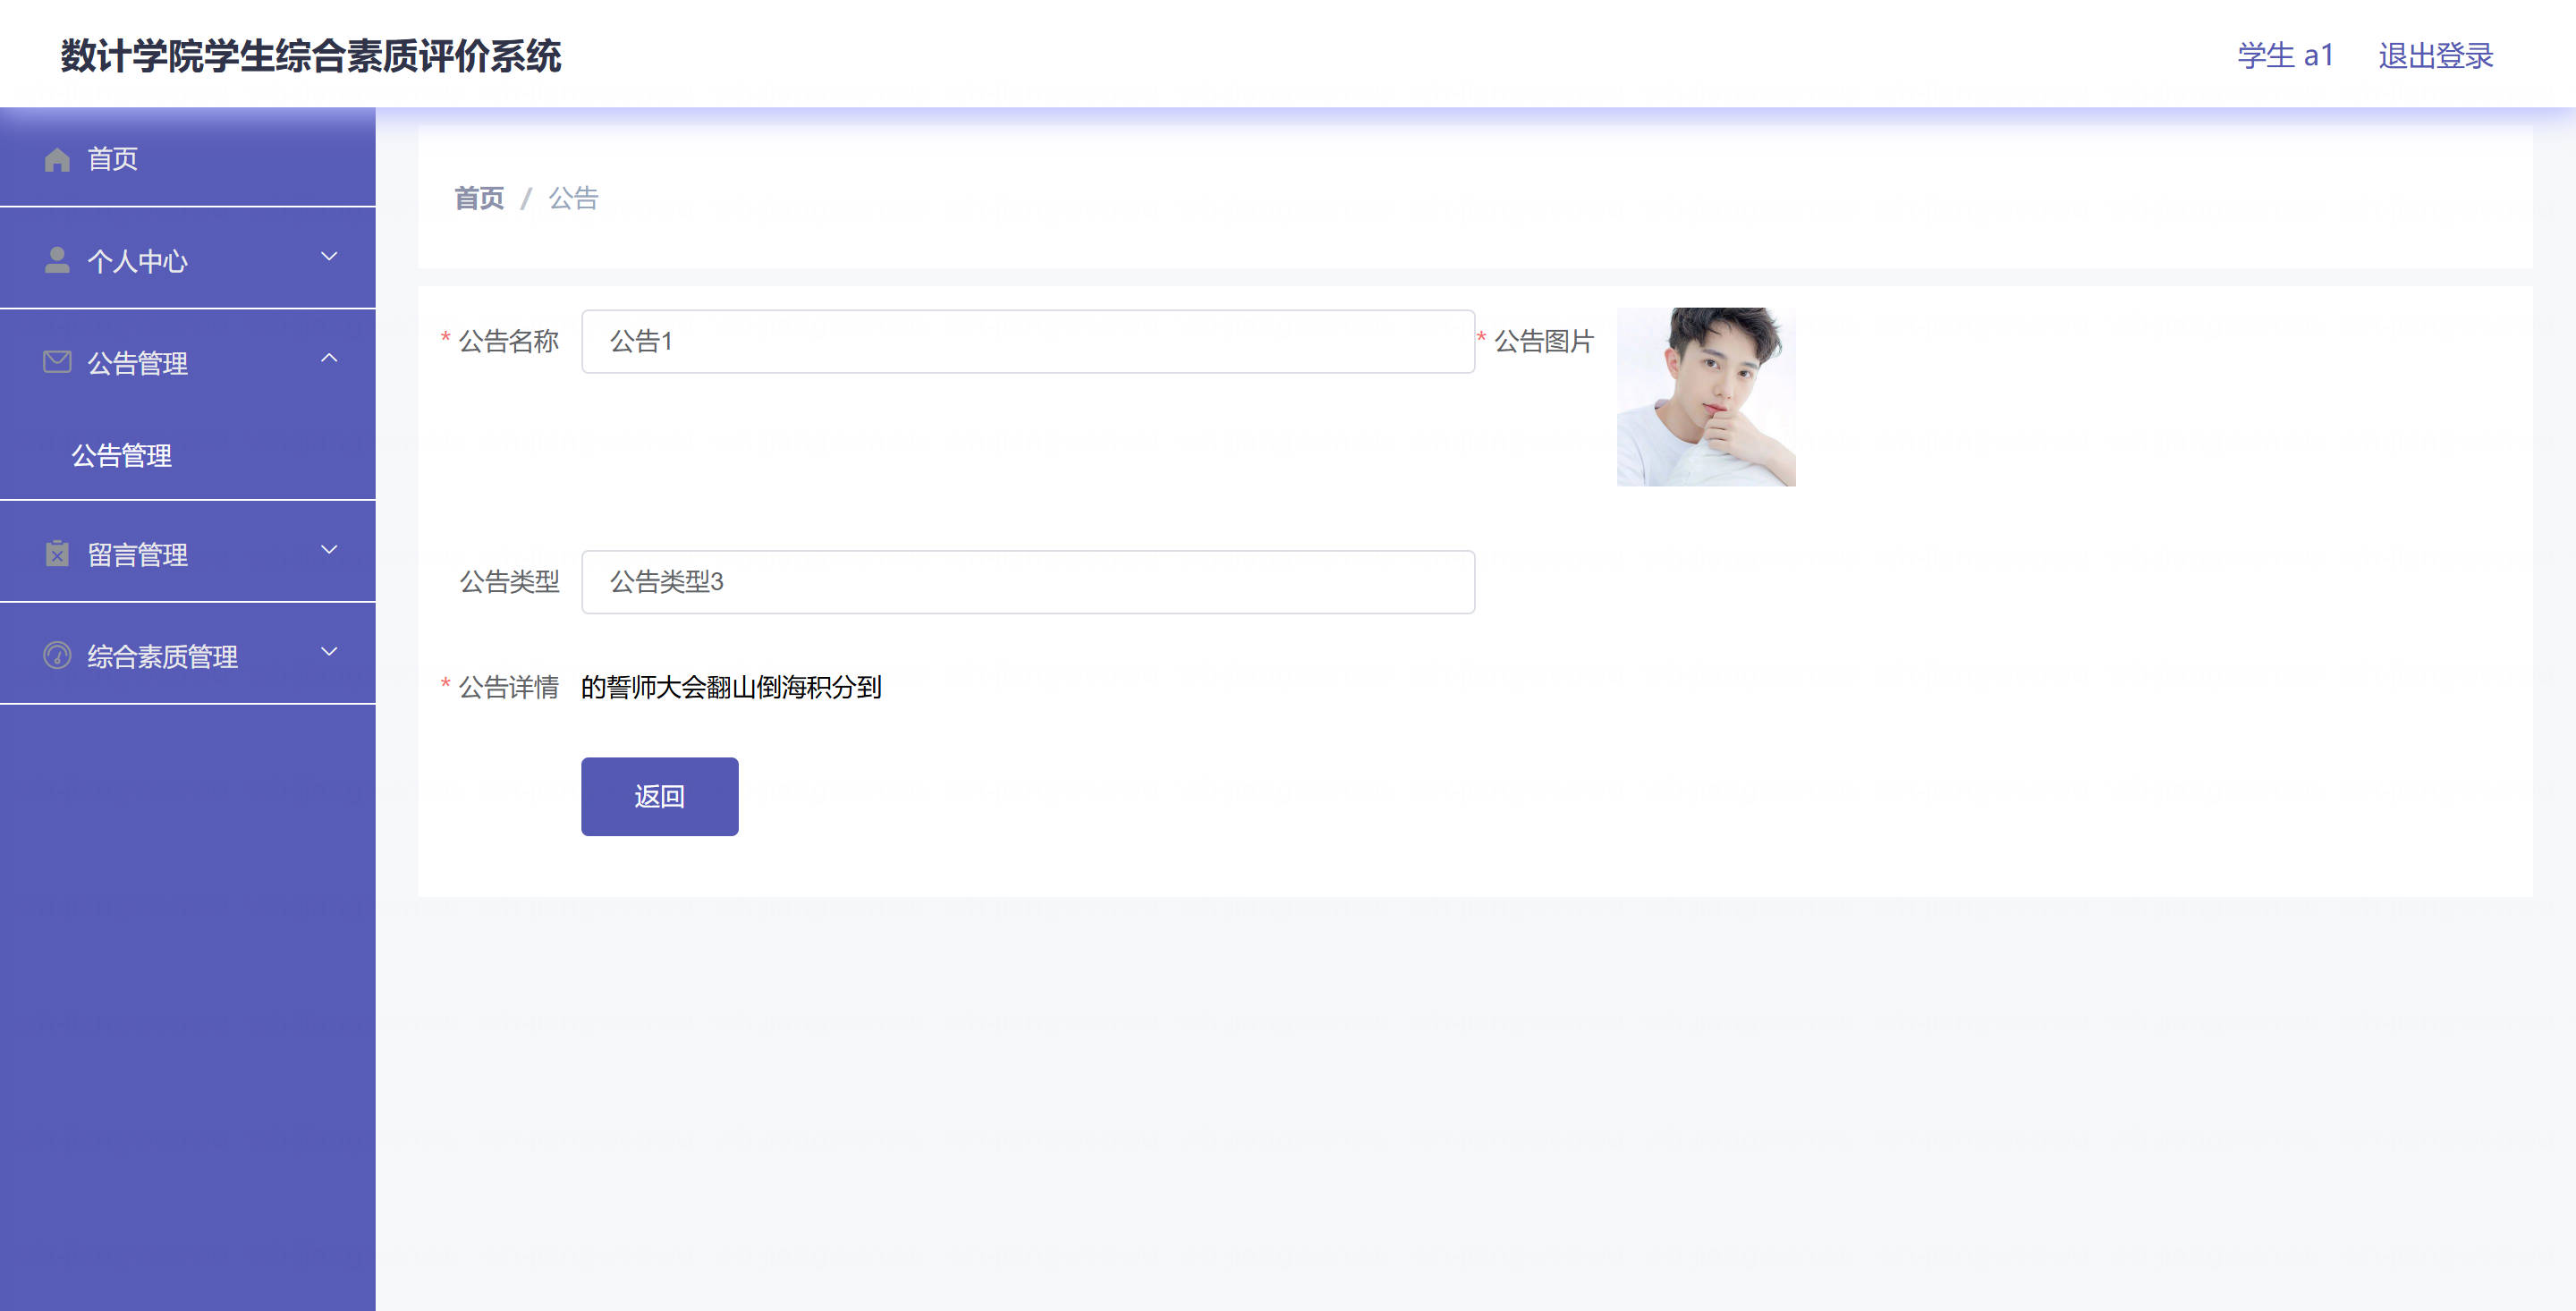 数计学院学生综合素质评价系统
学生 a1
退出登录
首页
个人中心
公告管理
公告管理
留言管理
综合素质管理
首页 / 公告
* 公告名称 公告1
* 公告图片
公告类型 公告类型3
* 公告详情 的誓师大会翻山倒海积分到
返回